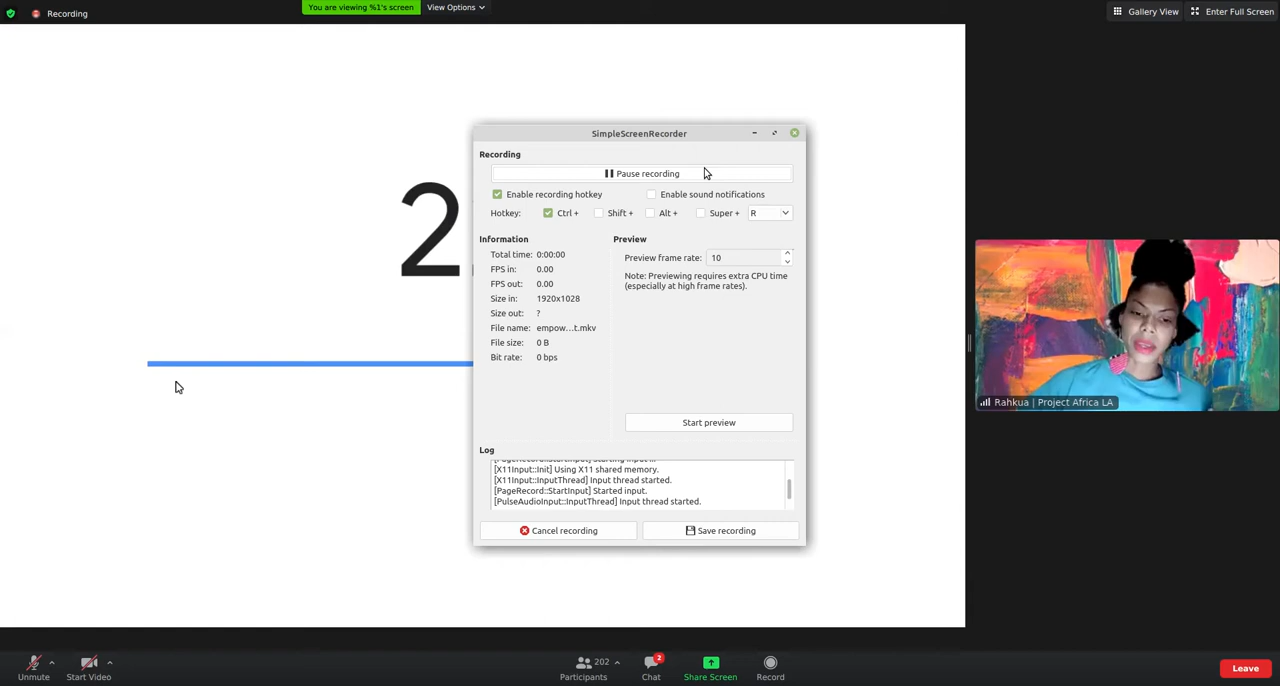 Recording
You are viewing %1's screen
View Options
Gallery View
Enter Full Screen
2
SimpleScreenRecorder
Recording
Pause recording
Enable recording hotkey
Enable sound notifications
Hotkey: Ctrl + Shift + Alt + Super + R
Information
Total time: 0:00:00
FPS in: 0.00
FPS out: 0.00
Size in: 1920x1028
Size out: ?
File name: empow...t.mkv
File size: 0 B
Bit rate: 0 bps
Preview
Preview frame rate: 10
Note: Previewing requires extra CPU time
(especially at high frame rates).
Start preview
Log
[X11Input::Init] Using X11 shared memory.
[X11Input::InputThread] Input thread started.
[PageRecord::StartInput] Started input.
[PulseAudioInput::InputThread] Input thread started.
Cancel recording
Save recording
Rahkua | Project Africa LA
Unmute
Start Video
202
Participants
2
Chat
Share Screen
Record
Leave